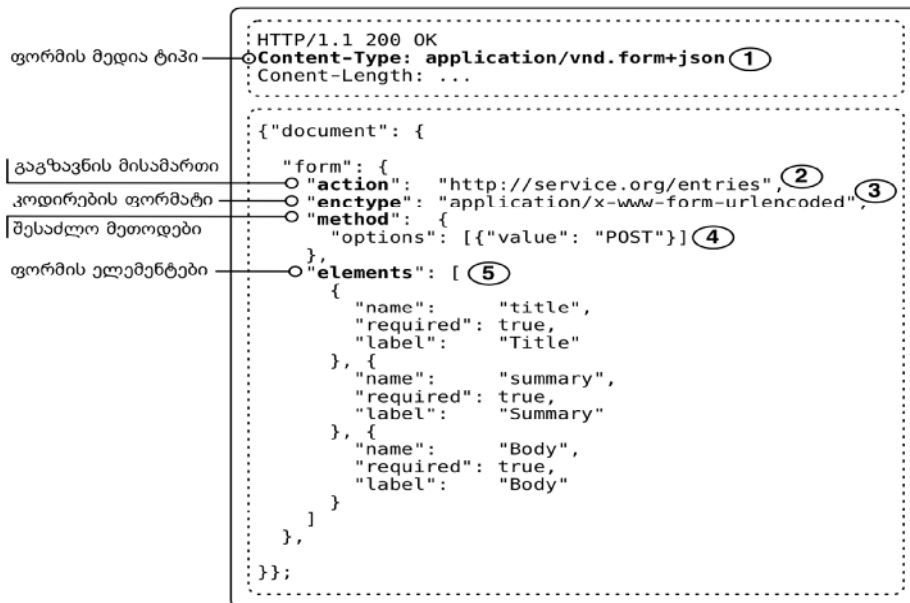 HTTP/1.1 200 OK
ფორმის მედია ტიპი Content-Type: application/vnd.form+json 1
Conent-Length: ...
{"document": {
"form": {
გაგზავნის მისამართი "action": "http://service.org/entries", 2
კოდირების ფორმატი "enctype": "application/x-www-form-urlencoded", 3
შესაძლო მეთოდები "method": {
"options": [{"value": "POST"}] 4
},
ფორმის ელემენტები "elements": [ 5
{
"name": "title",
"required": true,
"label": "Title"
}, {
"name": "summary",
"required": true,
"label": "Summary"
}, {
"name": "Body",
"required": true,
"label": "Body"
}
]
},
}};